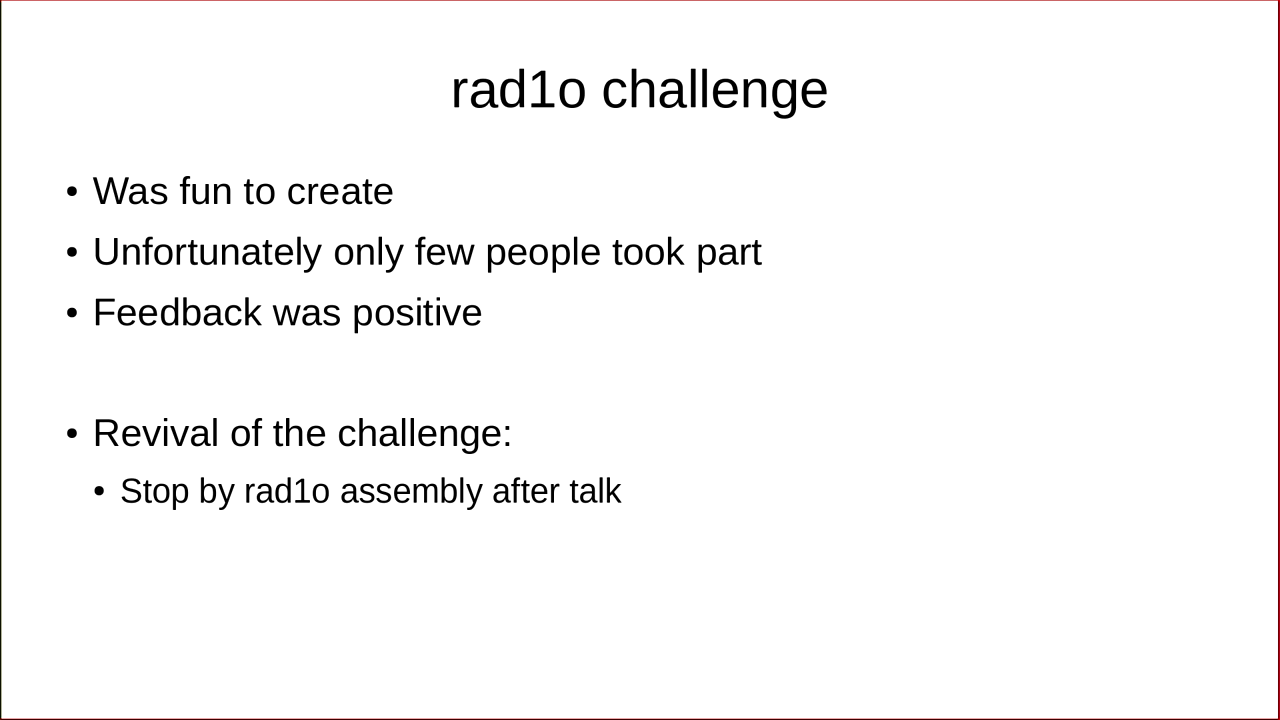 rad1o challenge
• Was fun to create
• Unfortunately only few people took part
• Feedback was positive
• Revival of the challenge:
• Stop by rad1o assembly after talk